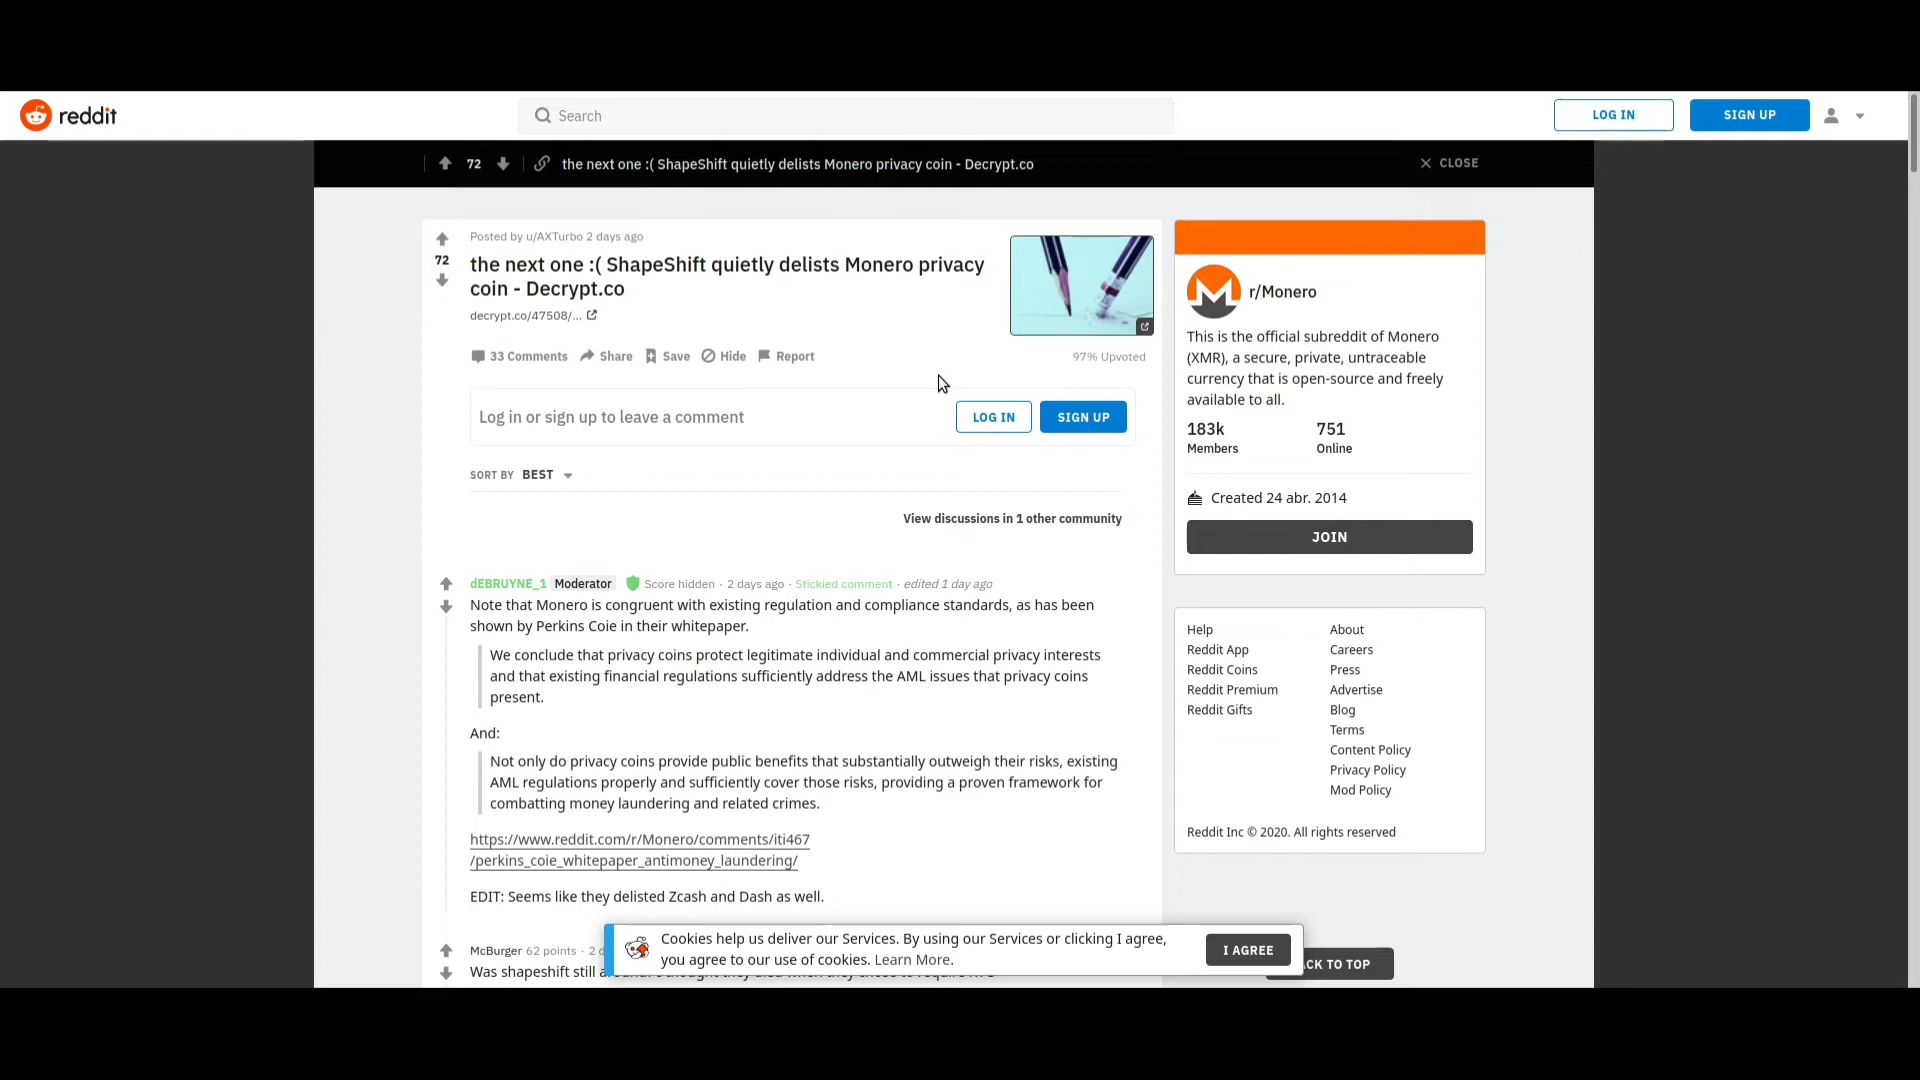 reddit
Search
LOG IN
SIGN UP
72
the next one :( ShapeShift quietly delists Monero privacy coin - Decrypt.co
CLOSE
Posted by u/AXTurbo 2 days ago
72
the next one :( ShapeShift quietly delists Monero privacy
coin - Decrypt.co
decrypt.co/47508/...
33 Comments
Share
Save
Hide
Report
97% Upvoted
Log in or sign up to leave a comment
LOG IN
SIGN UP
SORT BY BEST
View discussions in 1 other community
dEBRUYNE_1 Moderator Score hidden · 2 days ago · Stickied comment · edited 1 day ago
Note that Monero is congruent with existing regulation and compliance standards, as has been
shown by Perkins Coie in their whitepaper.
We conclude that privacy coins protect legitimate individual and commercial privacy interests
and that existing financial regulations sufficiently address the AML issues that privacy coins
present.
And:
Not only do privacy coins provide public benefits that substantially outweigh their risks, existing
AML regulations properly and sufficiently cover those risks, providing a proven framework for
combatting money laundering and related crimes.
https://www.reddit.com/r/Monero/comments/iti467
/perkins_coie_whitepaper_antimoney_laundering/
EDIT: Seems like they delisted Zcash and Dash as well.
McBurger 62 points · 2
Was shapeshift still
r/Monero
This is the official subreddit of Monero
(XMR), a secure, private, untraceable
currency that is open-source and freely
available to all.
183k
Members
751
Online
Created 24 abr. 2014
JOIN
Help
Reddit App
Reddit Coins
Reddit Premium
Reddit Gifts
About
Careers
Press
Advertise
Blog
Terms
Content Policy
Privacy Policy
Mod Policy
Reddit Inc © 2020. All rights reserved
Cookies help us deliver our Services. By using our Services or clicking I agree,
you agree to our use of cookies. Learn More.
I AGREE
CK TO TOP